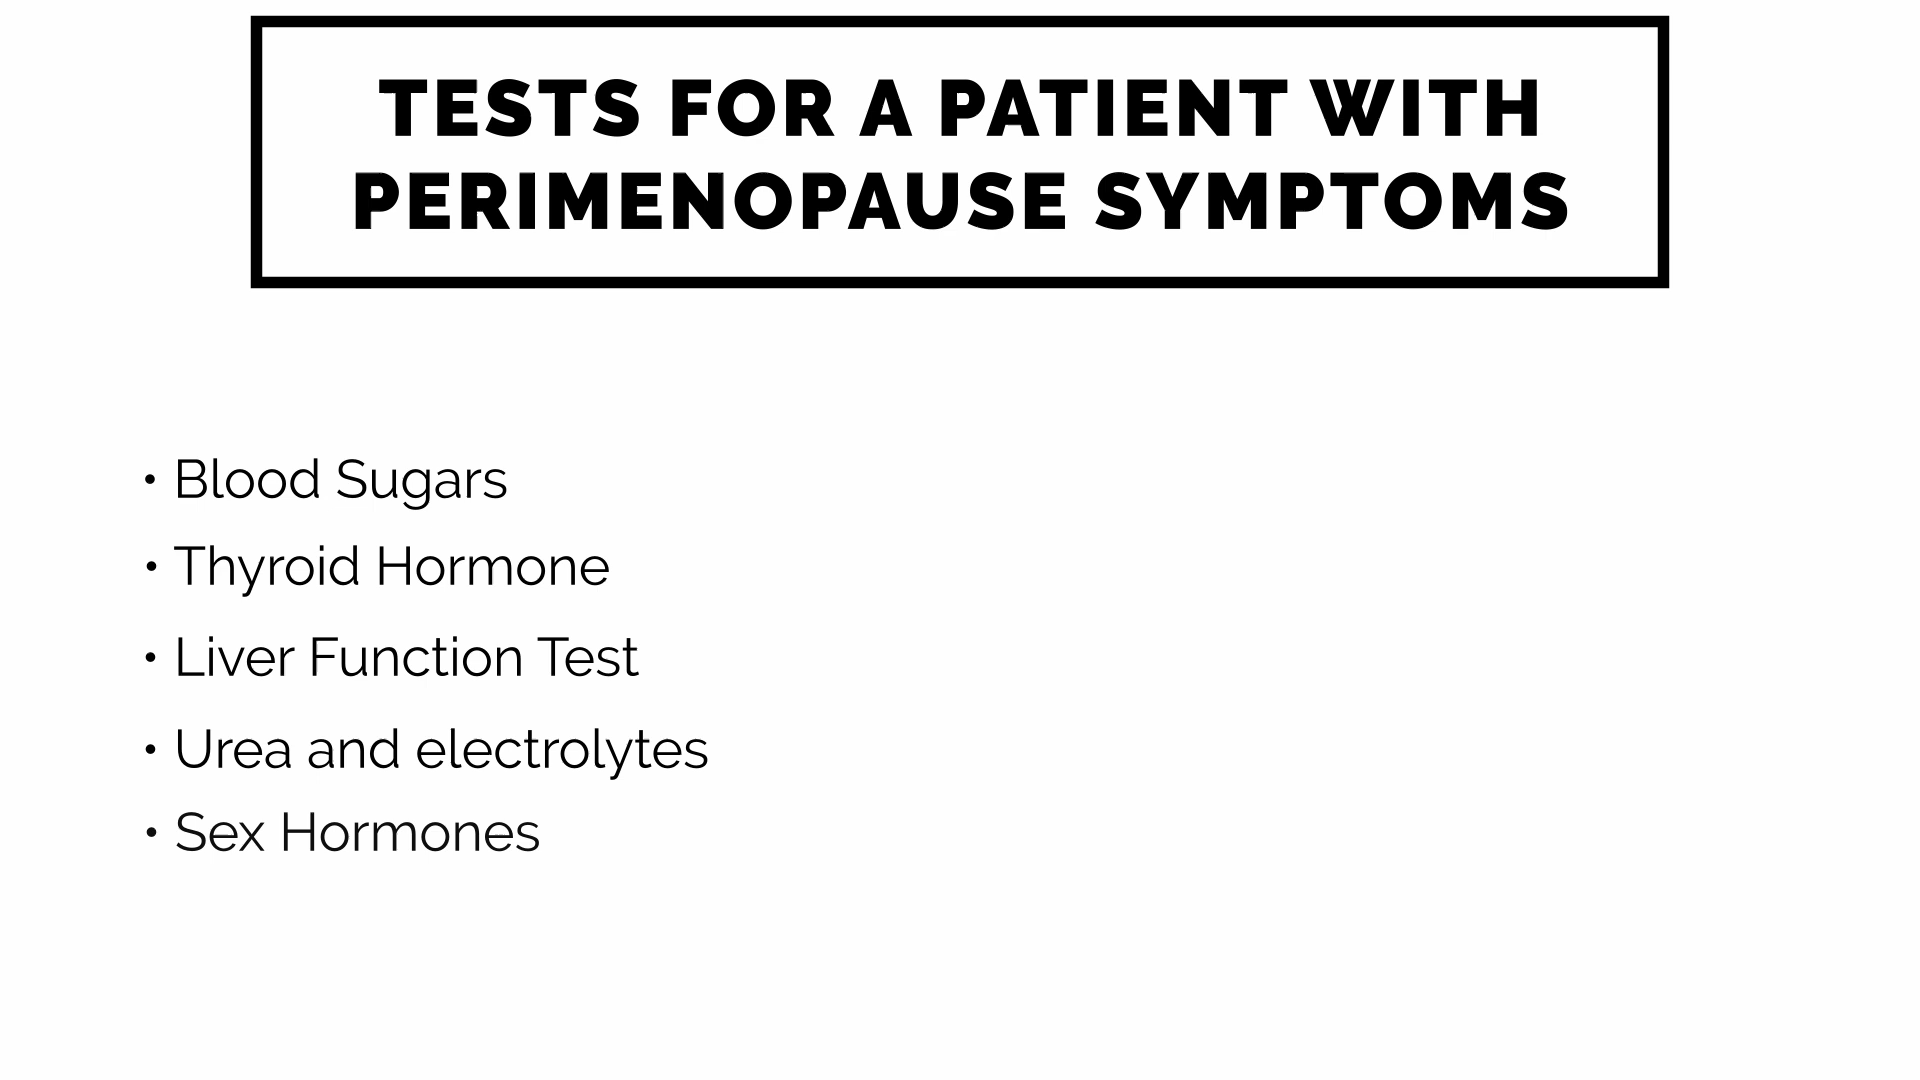 TESTS FOR A PATIENT WITH
PERIMENOPAUSE SYMPTOMS
• Blood Sugars
• Thyroid Hormone
• Liver Function Test
• Urea and electrolytes
• Sex Hormones